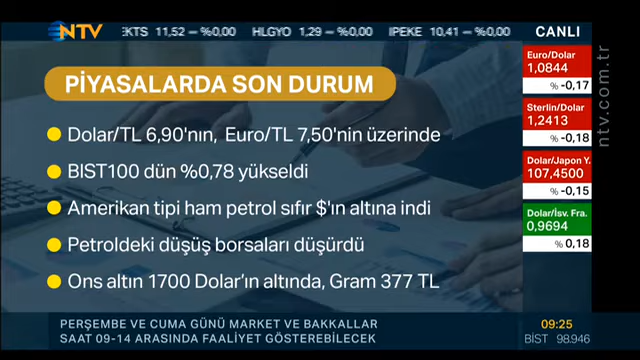 NTV
EKTS 11,52 — %0,00 HLGYO 1,29 — %0,00 IPEKE 10,41 — %0,00
CANLI
PİYASALARDA SON DURUM
Dolar/TL 6,90'nın, Euro/TL 7,50'nin üzerinde
BIST100 dün %0,78 yükseldi
Amerikan tipi ham petrol sıfır $'ın altına indi
Petroldeki düşüş borsaları düşürdü
Ons altın 1700 Dolar'ın altında, Gram 377 TL
Euro/Dolar
1,0844
% -0,17
Sterlin/Dolar
1,2413
% -0,18
Dolar/Japon Y.
107,4500
% -0,15
Dolar/İsv. Fra.
0,9694
% 0,18
ntv.com.tr
PERŞEMBE VE CUMA GÜNÜ MARKET VE BAKKALLAR
SAAT 09-14 ARASINDA FAALİYET GÖSTEREBİLECEK
09:25
BIST 98.946